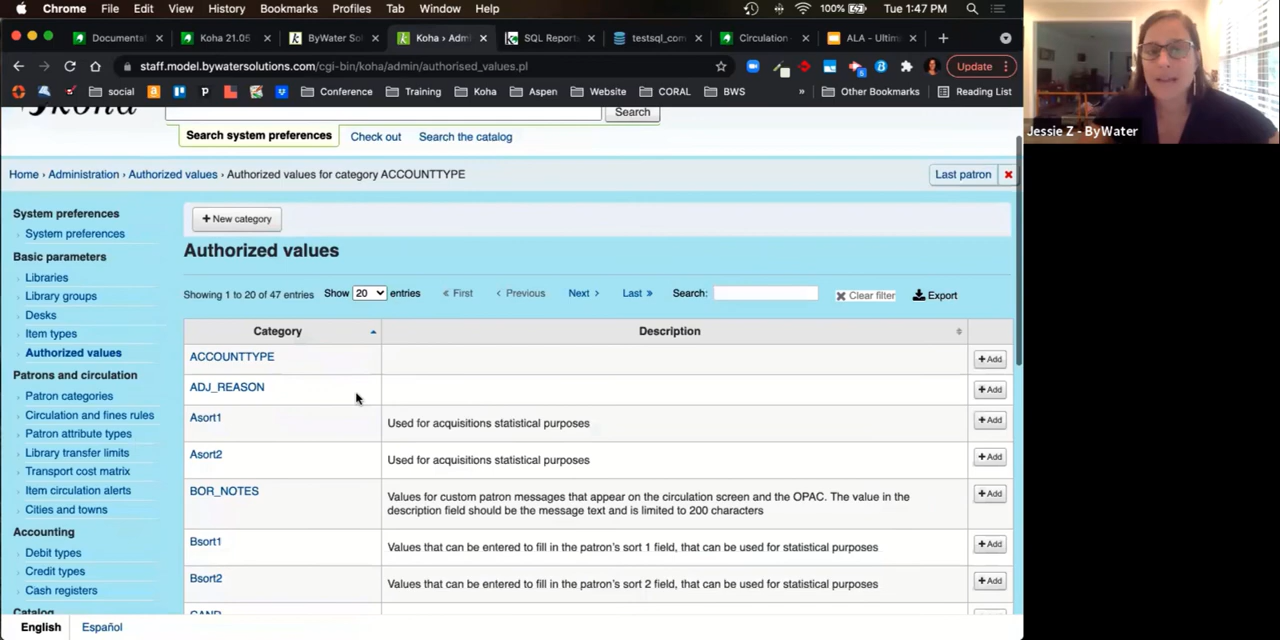 Chrome File Edit View History Bookmarks Profiles Tab Window Help 100% Tue 1:47 PM
Documenta ByWater Sol Koha › Adm SQL Report testsql_com Circulation ALA - Ultim
Koha 21.05
staff.model.bywatersolutions.com/cgi-bin/koha/admin/authorized_values.pl Update
social Conference Training Koha Aspen Website CORAL BWS » Other Bookmarks Reading List
Search
Search system preferences Check out Search the catalog
Home › Administration › Authorized values › Authorized values for category ACCOUNTTYPE Last patron
System preferences
System preferences
Basic parameters
Libraries
Library groups
Desks
Item types
Authorized values
Patrons and circulation
Patron categories
Circulation and fines rules
Patron attribute types
Library transfer limits
Transport cost matrix
Item circulation alerts
Cities and towns
Accounting
Debit types
Credit types
Cash registers
Catalog
+ New category
Authorized values
Showing 1 to 20 of 47 entries Show 20 entries « First ‹ Previous Next › Last » Search: Clear filter Export
Category Description
ACCOUNTTYPE + Add
ADJ_REASON + Add
Asort1 Used for acquisitions statistical purposes + Add
Asort2 Used for acquisitions statistical purposes + Add
BOR_NOTES Values for custom patron messages that appear on the circulation screen and the OPAC. The value in the + Add
description field should be the message text and is limited to 200 characters
Bsort1 Values that can be entered to fill in the patron's sort 1 field, that can be used for statistical purposes + Add
Bsort2 Values that can be entered to fill in the patron's sort 2 field, that can be used for statistical purposes + Add
English Español
Jessie Z - ByWater